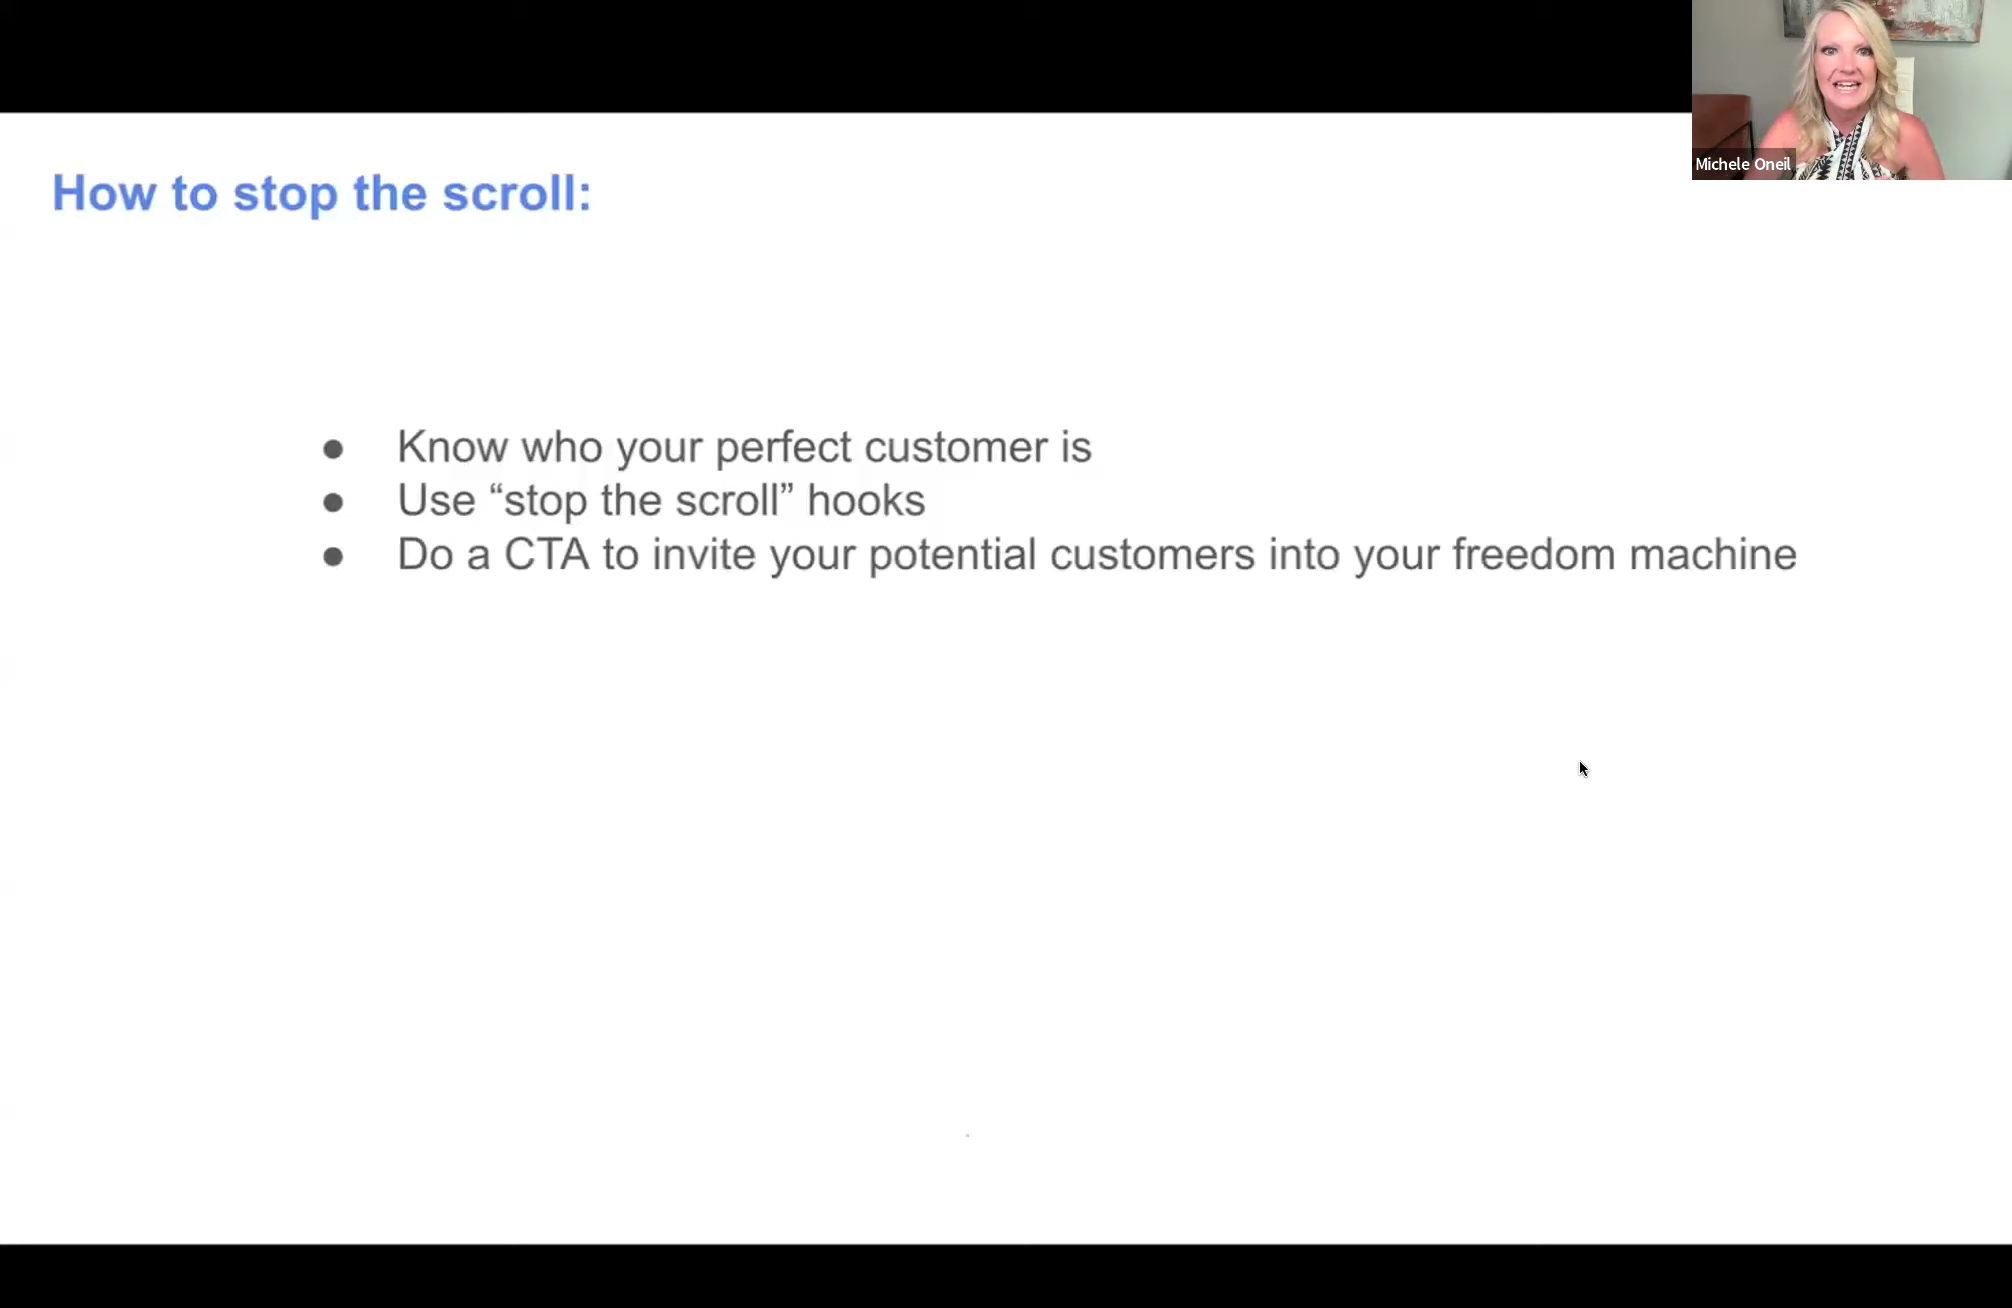 Michele Oneil
How to stop the scroll:
● Know who your perfect customer is
● Use “stop the scroll” hooks
● Do a CTA to invite your potential customers into your freedom machine